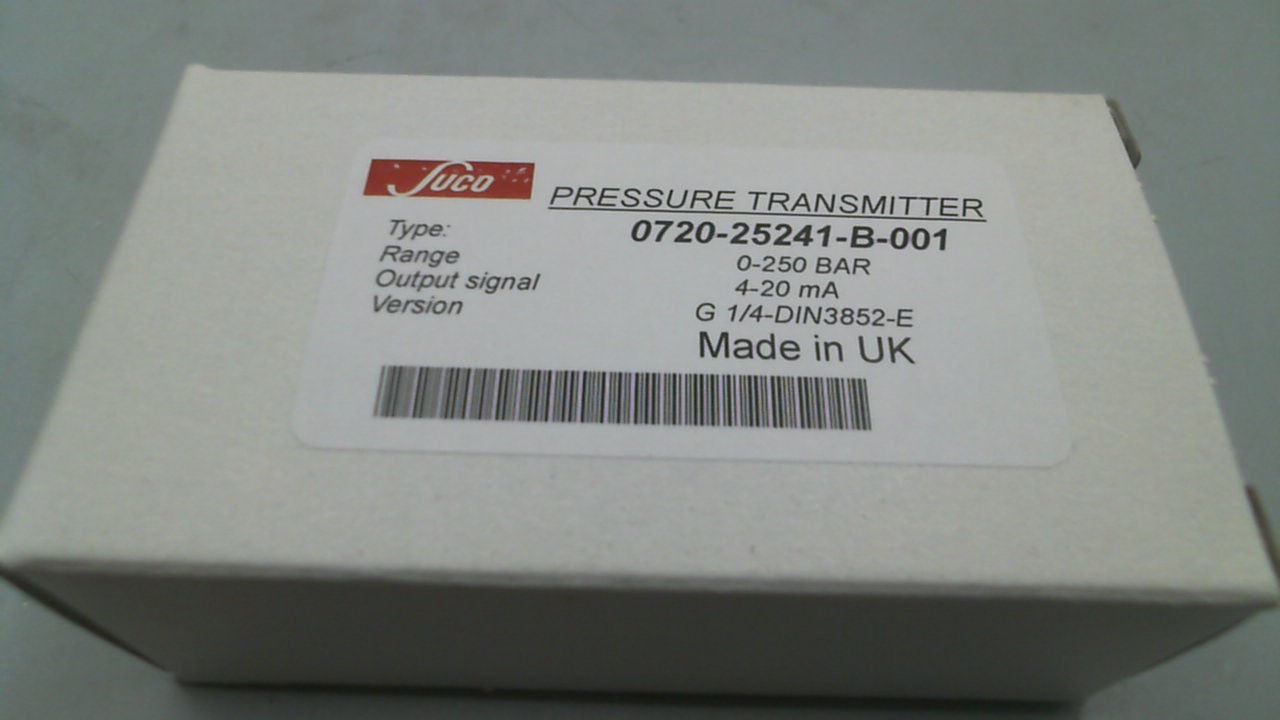 SUCO
PRESSURE TRANSMITTER
Type: 0720-25241-B-001
Range 0-250 BAR
Output signal 4-20 mA
Version G 1/4-DIN3852-E
Made in UK